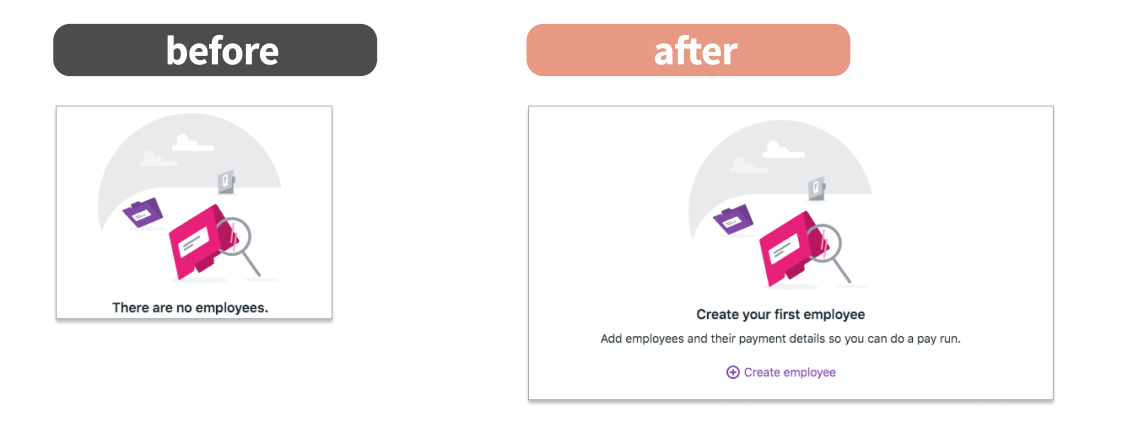 before
after
There are no employees.
Create your first employee
Add employees and their payment details so you can do a pay run.
Create employee